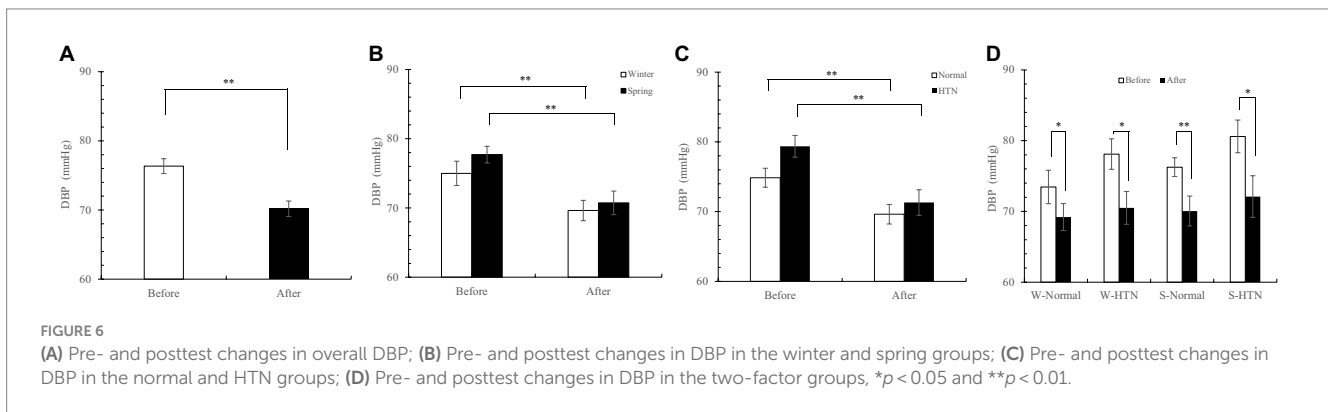 A
90
80
70
60
DBP (mmHg)
**
Before
After
B
90
80
70
60
DBP (mmHg)
Winter
Spring
**
**
Before
After
C
90
80
70
60
DBP (mmHg)
Normal
HTN
**
**
Before
After
D
90
80
70
60
DBP (mmHg)
Before
After
*
*
**
*
W-Normal
W-HTN
S-Normal
S-HTN
FIGURE 6
(A) Pre- and posttest changes in overall DBP; (B) Pre- and posttest changes in DBP in the winter and spring groups; (C) Pre- and posttest changes in
DBP in the normal and HTN groups; (D) Pre- and posttest changes in DBP in the two-factor groups, *p < 0.05 and **p < 0.01.